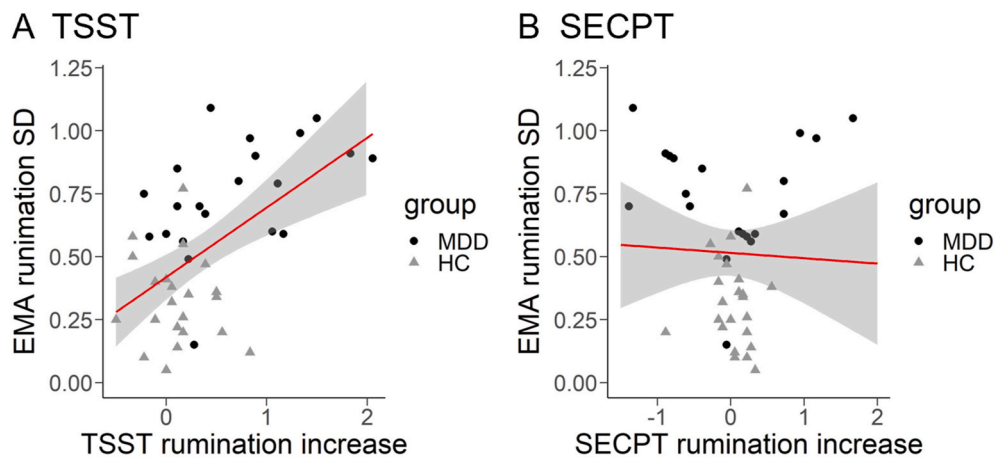 A TSST
1.25
1.00
0.75
0.50
0.25
0.00
EMA runimation SD
0 1 2
TSST rumination increase
group
MDD
HC
B SECPT
1.25
1.00
0.75
0.50
0.25
0.00
EMA runimation SD
-1 0 1 2
SECPT rumination increase
group
MDD
HC